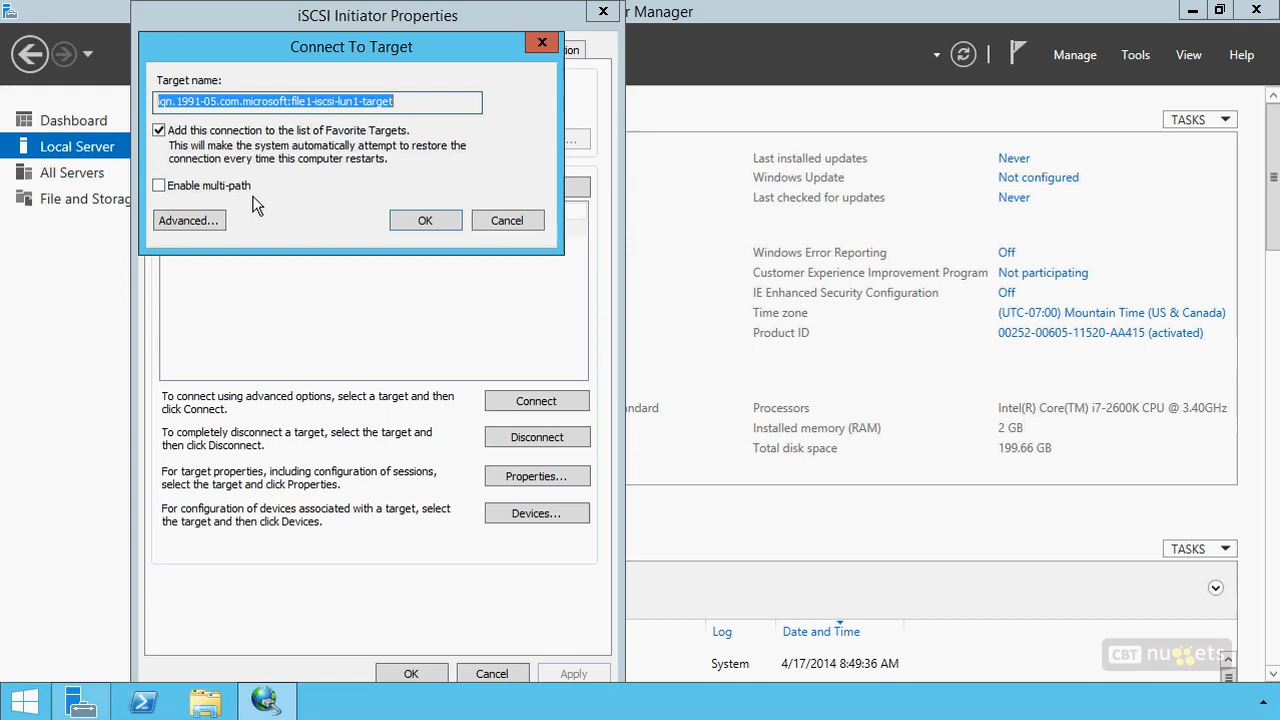 iSCSI Initiator Properties
r Manager
Connect To Target
Manage
Tools
View
Help
Target name:
iqn.1991-05.com.microsoft:file1-iscsi-lun1-target
Add this connection to the list of Favorite Targets.
This will make the system automatically attempt to restore the
connection every time this computer restarts.
Enable multi-path
Advanced...
OK
Cancel
Dashboard
Local Server
All Servers
File and Storag
To connect using advanced options, select a target and then
click Connect.
Connect
To completely disconnect a target, select the target and
then click Disconnect.
Disconnect
For target properties, including configuration of sessions,
select the target and click Properties.
Properties...
For configuration of devices associated with a target, select
the target and then click Devices.
Devices...
OK
Cancel
Apply
TASKS
Last installed updates
Never
Windows Update
Not configured
Last checked for updates
Never
Windows Error Reporting
Off
Customer Experience Improvement Program
Not participating
IE Enhanced Security Configuration
Off
Time zone
(UTC-07:00) Mountain Time (US & Canada)
Product ID
00252-00605-11520-AA415 (activated)
ndard
Processors
Intel(R) Core(TM) i7-2600K CPU @ 3.40GHz
Installed memory (RAM)
2 GB
Total disk space
199.66 GB
TASKS
Log
Date and Time
System
4/17/2014 8:49:36 AM
CBT nuggets